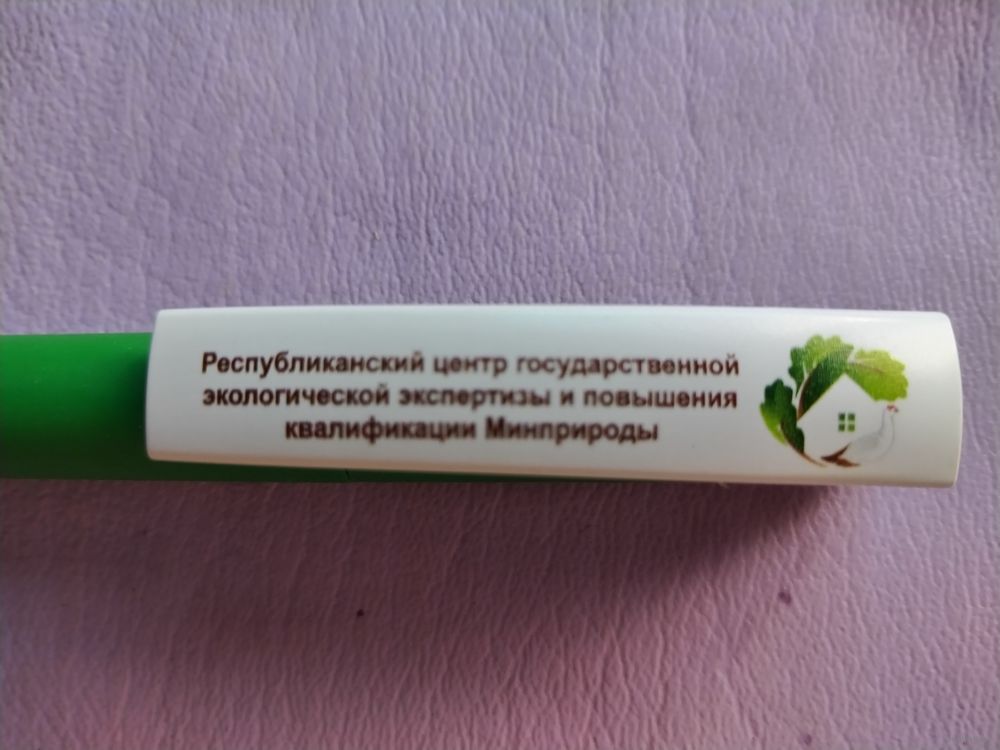 Республиканский центр государственной
экологической экспертизы и повышения
квалификации Минприроды